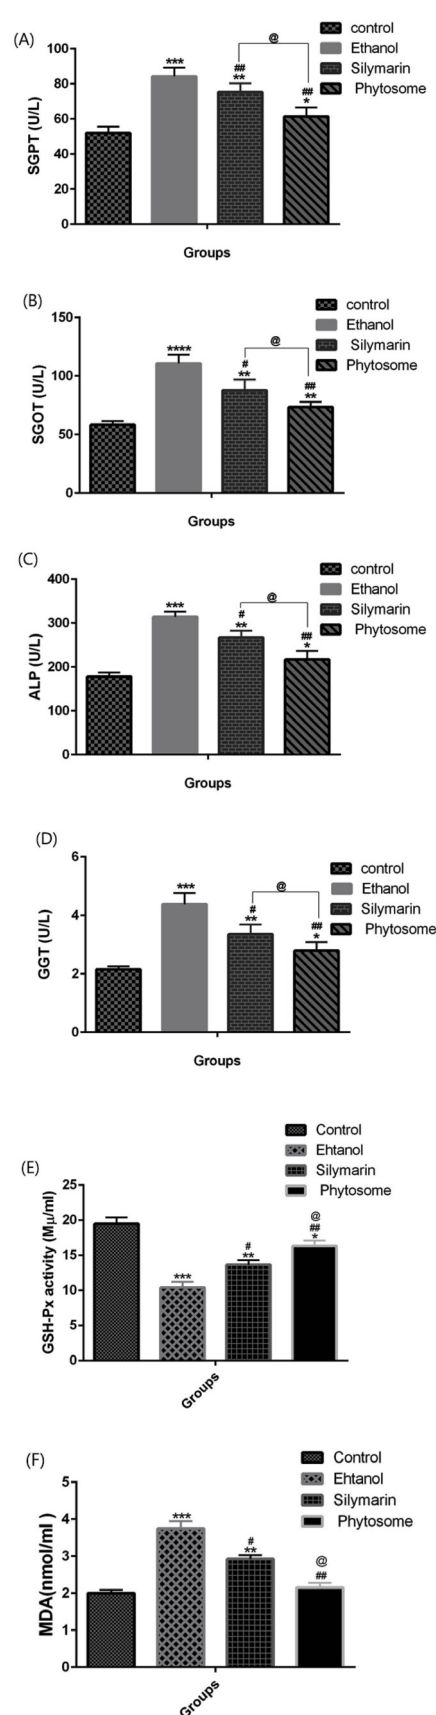 (A)
control
Ethanol
Silymarin
Phytosome
SGPT (U/L)
100
80
60
40
20
0
***
##
**
@
##
*
Groups
(B)
control
Ethanol
Silymarin
Phytosome
SGOT (U/L)
150
100
50
0
****
#
**
@
##
**
Groups
(C)
control
Ethanol
Silymarin
Phytosome
ALP (U/L)
400
300
200
100
0
***
#
**
@
##
*
Groups
(D)
control
Ethanol
Silymarin
Phytosome
GGT (U/L)
6
4
2
0
***
#
**
@
##
*
Groups
(E)
Control
Ehtanol
Silymarin
Phytosome
GSH-Px activity (Mµ/ml)
25
20
15
10
5
0
***
#
**
@
##
*
Groups
(F)
Control
Ehtanol
Silymarin
Phytosome
MDA(nmol/ml )
5
4
3
2
1
0
***
#
**
@
##
Groups